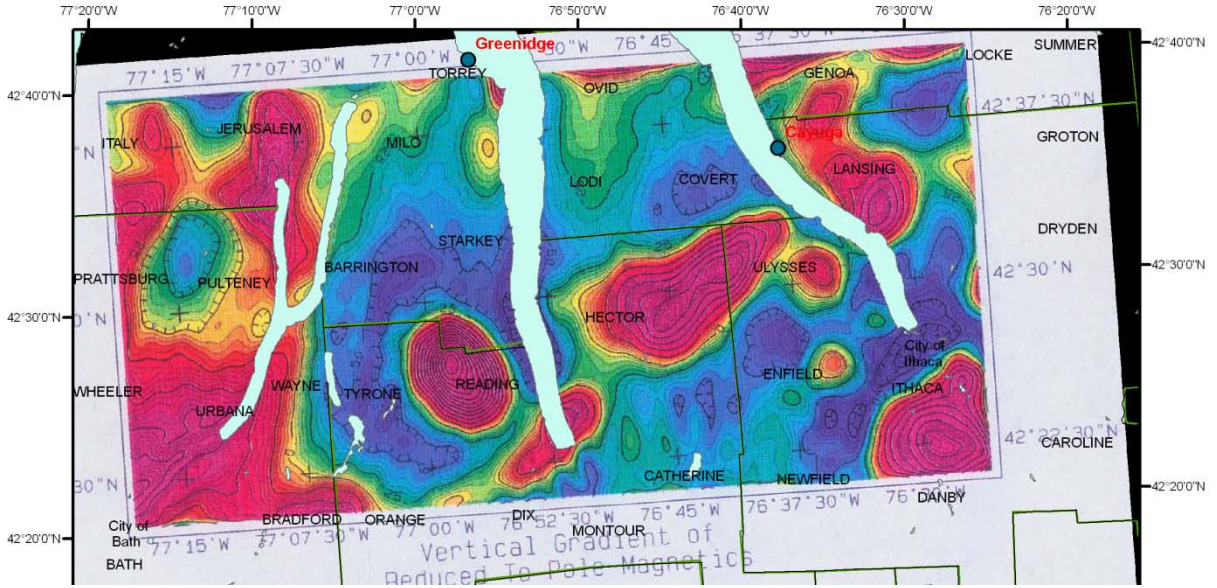 77°20'0"W 77°10'0"W 77°0'0"W 76°50'0"W 76°40'0"W 76°30'0"W 76°20'0"W
Greenidge
SUMMER
42°40'0"N
LOCKE
77°15'W 77°07'30"W 77°00'W 30"W 76°45' 37'30"W
TORREY OVID GENOA
42°40'0"N
42°37'30"N
ITALY JERUSALEM MILO Cayuga GROTON
LODI COVERT LANSING
STARKEY DRYDEN
PRATTSBURG PULTENEY BARRINGTON ULYSSES 42°30'N 42°30'0"N
42°30'0"N
0'N
HECTOR
City of
Ithaca
WHEELER WAYNE TYRONE READING ENFIELD ITHACA
URBANA
42°22'30"N
CAROLINE
30"N
CATHERINE NEWFIELD
42°20'0"N
DANBY
City of
Bath
BRADFORD ORANGE DIX MONTOUR
77°15'W 77°07'30"W 77°00'W 76°52'30"W 76°45'W 76°37'30"W
42°20'0"N
BATH
Vertical Gradient of
Reduced To Pole Magnetics